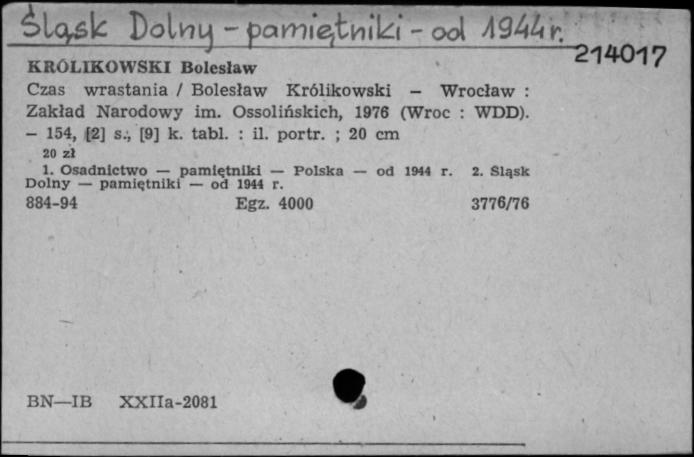 Śląsk Dolny - pamiętniki - od 1944 r.
214017
KRÓLIKOWSKI Bolesław
Czas wrastania / Bolesław Królikowski – Wrocław :
Zakład Narodowy im. Ossolińskich, 1976 (Wroc : WDD).
– 154, [2] s., [9] k. tabl. : il. portr. ; 20 cm
20 zł
1. Osadnictwo — pamiętniki — Polska — od 1944 r. 2. Śląsk
Dolny — pamiętniki — od 1944 r.
884-94 Egz. 4000 3776/76
BN—IB XXIIa-2081